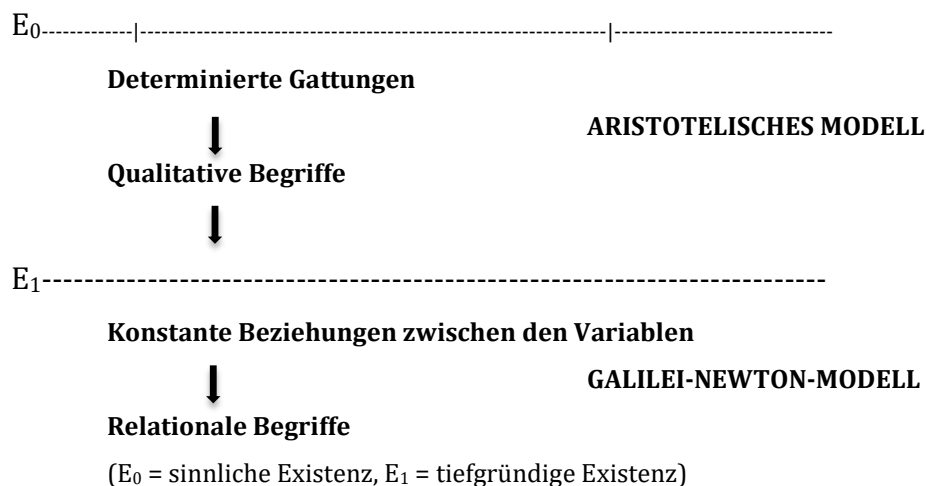 E₀-------------|------------------------------------------------------------------|-------------------------------
Determinierte Gattungen
ARISTOTELISCHES MODELL
Qualitative Begriffe
E₁---------------------------------------------------------------------------
Konstante Beziehungen zwischen den Variablen
GALILEI-NEWTON-MODELL
Relationale Begriffe
(E₀ = sinnliche Existenz, E₁ = tiefgründige Existenz)